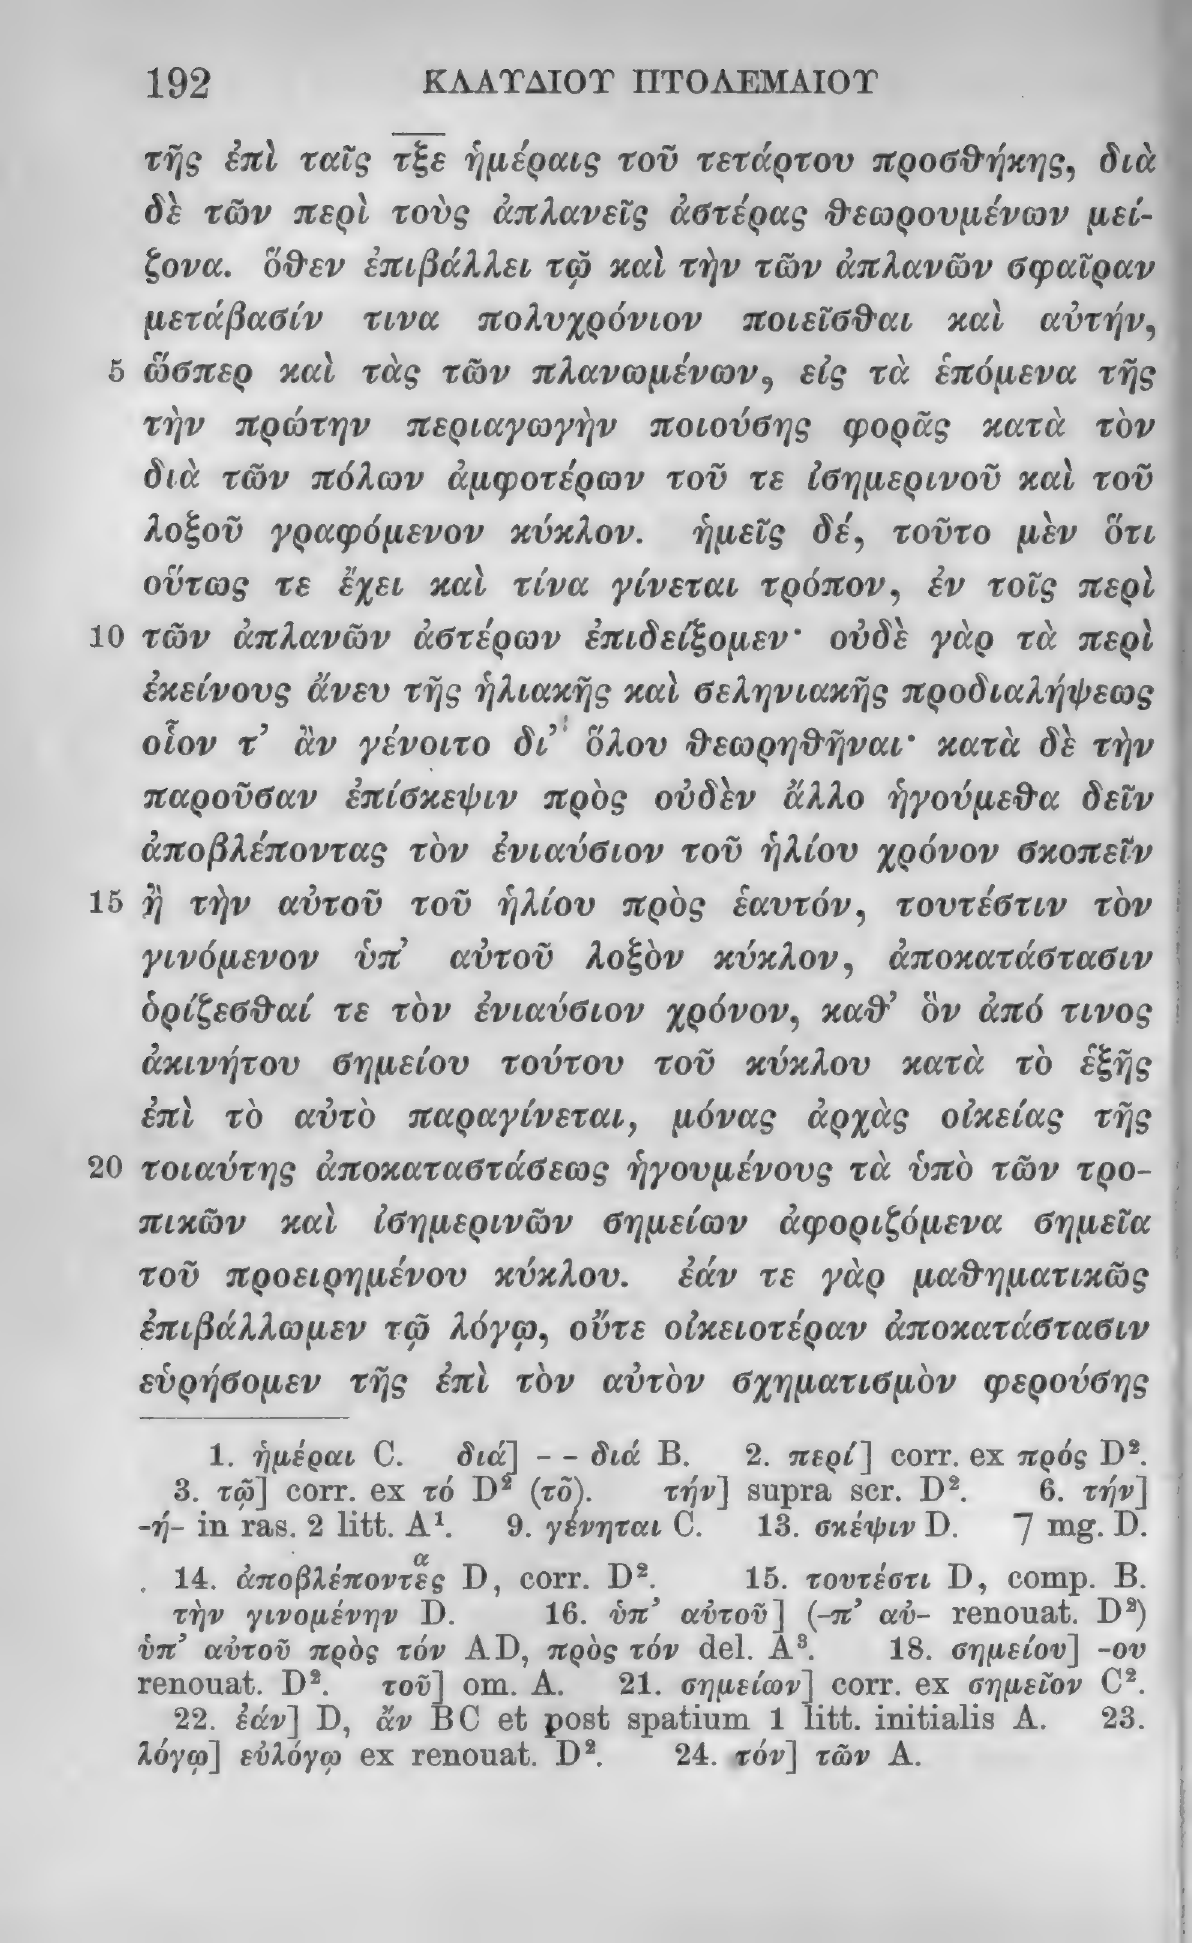 192 ΚΛΑΥΔΙΟΥ ΠΤΟΛΕΜΑΙΟΥ
τῆς ἐπὶ ταῖς τξε ἡμέραις τοῦ τετάρτου προσθήκης, διὰ
δὲ τῶν περὶ τοὺς ἀπλανεῖς ἀστέρας θεωρουμένων μεί-
ζονα. ὅθεν ἐπιβάλλει τῷ καὶ τὴν τῶν ἀπλανῶν σφαῖραν
μετάβασίν τινα πολυχρόνιον ποιεῖσθαι καὶ αὐτήν,
5 ὥσπερ καὶ τὰς τῶν πλανωμένων, εἰς τὰ ἑπόμενα τῆς
τὴν πρώτην περιαγωγὴν ποιούσης φορᾶς κατὰ τὸν
διὰ τῶν πόλων ἀμφοτέρων τοῦ τε ἰσημερινοῦ καὶ τοῦ
λοξοῦ γραφόμενον κύκλον. ἡμεῖς δέ, τοῦτο μὲν ὅτι
οὕτως τε ἔχει καὶ τίνα γίνεται τρόπον, ἐν τοῖς περὶ
10 τῶν ἀπλανῶν ἀστέρων ἐπιδείξομεν· οὐδὲ γὰρ τὰ περὶ
ἐκείνους ἄνευ τῆς ἡλιακῆς καὶ σεληνιακῆς προδιαλήψεως
οἷον τ’ ἂν γένοιτο δι’ ὅλου θεωρηθῆναι· κατὰ δὲ τὴν
παροῦσαν ἐπίσκεψιν πρὸς οὐδὲν ἄλλο ἡγούμεθα δεῖν
ἀποβλέποντας τὸν ἐνιαύσιον τοῦ ἡλίου χρόνον σκοπεῖν
15 ἢ τὴν αὐτοῦ τοῦ ἡλίου πρὸς ἑαυτόν, τουτέστιν τὸν
γινόμενον ὑπ’ αὐτοῦ λοξὸν κύκλον, ἀποκατάστασιν
ὁρίζεσθαί τε τὸν ἐνιαύσιον χρόνον, καθ’ ὃν ἀπό τινος
ἀκινήτου σημείου τούτου τοῦ κύκλου κατὰ τὸ ἑξῆς
ἐπὶ τὸ αὐτὸ παραγίνεται, μόνας ἀρχὰς οἰκείας τῆς
20 τοιαύτης ἀποκαταστάσεως ἡγουμένους τὰ ὑπὸ τῶν τρο-
πικῶν καὶ ἰσημερινῶν σημείων ἀφοριζόμενα σημεῖα
τοῦ προειρημένου κύκλου. ἐάν τε γὰρ μαθηματικῶς
ἐπιβάλλωμεν τῷ λόγῳ, οὔτε οἰκειοτέραν ἀποκατάστασιν
εὑρήσομεν τῆς ἐπὶ τὸν αὐτὸν σχηματισμὸν φερούσης
1. ἡμέραι C. διά] - - διά B. 2. περί] corr. ex πρός D².
3. τῷ] corr. ex τό D² (τõ). τήν] supra scr. D². 6. τήν]
-ή- in ras. 2 litt. A¹. 9. γένηται C. 13. σκέψιν D. 7 mg. D.
14. ἀποβλέποντες^α D, corr. D². 15. τουτέστι D, comp. B.
τὴν γινομένην D. 16. ὑπ’ αὐτοῦ] (-π’ αὐ- renouat. D²)
ὑπ’ αὐτοῦ πρὸς τόν AD, πρὸς τόν del. A³. 18. σημείου] -ου
renouat. D². τοῦ] om. A. 21. σημείων] corr. ex σημεῖον C².
22. ἐάν] D, ἄν BC et post spatium 1 litt. initialis A. 23.
λόγῳ] εὐλόγῳ ex renouat. D². 24. τόν] τῶν A.